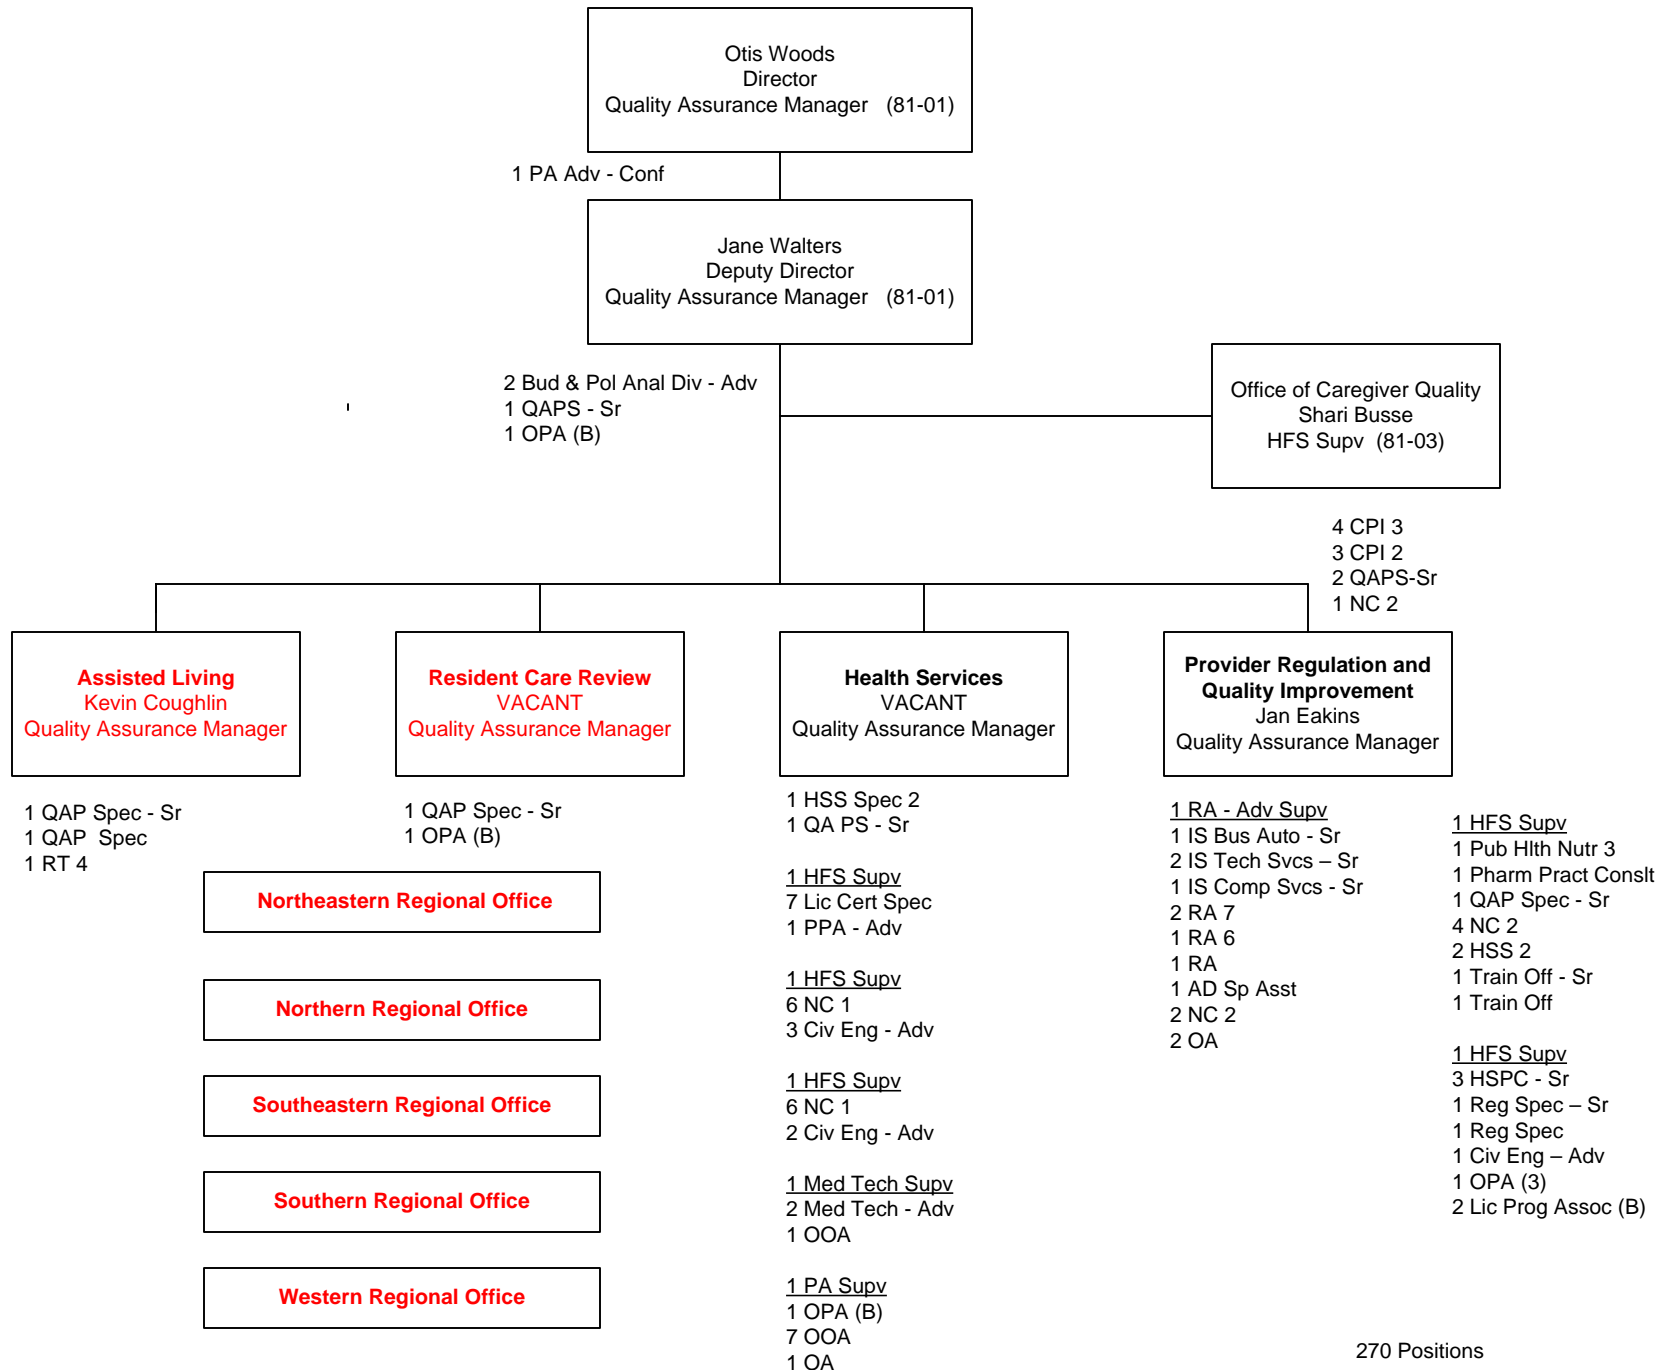 Otis Woods
Director
Quality Assurance Manager (81-01)
1 PA Adv - Conf
Jane Walters
Deputy Director
Quality Assurance Manager (81-01)
2 Bud & Pol Anal Div - Adv
1 QAPS - Sr
1 OPA (B)
Office of Caregiver Quality
Shari Busse
HFS Supv (81-03)
4 CPI 3
3 CPI 2
2 QAPS-Sr
1 NC 2
Assisted Living
Kevin Coughlin
Quality Assurance Manager
1 QAP Spec - Sr
1 QAP Spec
1 RT 4
Resident Care Review
VACANT
Quality Assurance Manager
1 QAP Spec - Sr
1 OPA (B)
Northeastern Regional Office
Northern Regional Office
Southeastern Regional Office
Southern Regional Office
Western Regional Office
Health Services
VACANT
Quality Assurance Manager
1 HSS Spec 2
1 QA PS - Sr
1 HFS Supv
7 Lic Cert Spec
1 PPA - Adv
1 HFS Supv
6 NC 1
3 Civ Eng - Adv
1 HFS Supv
6 NC 1
2 Civ Eng - Adv
1 Med Tech Supv
2 Med Tech - Adv
1 OOA
1 PA Supv
1 OPA (B)
7 OOA
1 OA
Provider Regulation and
Quality Improvement
Jan Eakins
Quality Assurance Manager
1 RA - Adv Supv
1 IS Bus Auto - Sr
2 IS Tech Svcs – Sr
1 IS Comp Svcs - Sr
2 RA 7
1 RA 6
1 RA
1 AD Sp Asst
2 NC 2
2 OA
1 HFS Supv
1 Pub Hlth Nutr 3
1 Pharm Pract Conslt
1 QAP Spec - Sr
4 NC 2
2 HSS 2
1 Train Off - Sr
1 Train Off
1 HFS Supv
3 HSPC - Sr
1 Reg Spec – Sr
1 Reg Spec
1 Civ Eng – Adv
1 OPA (3)
2 Lic Prog Assoc (B)
270 Positions